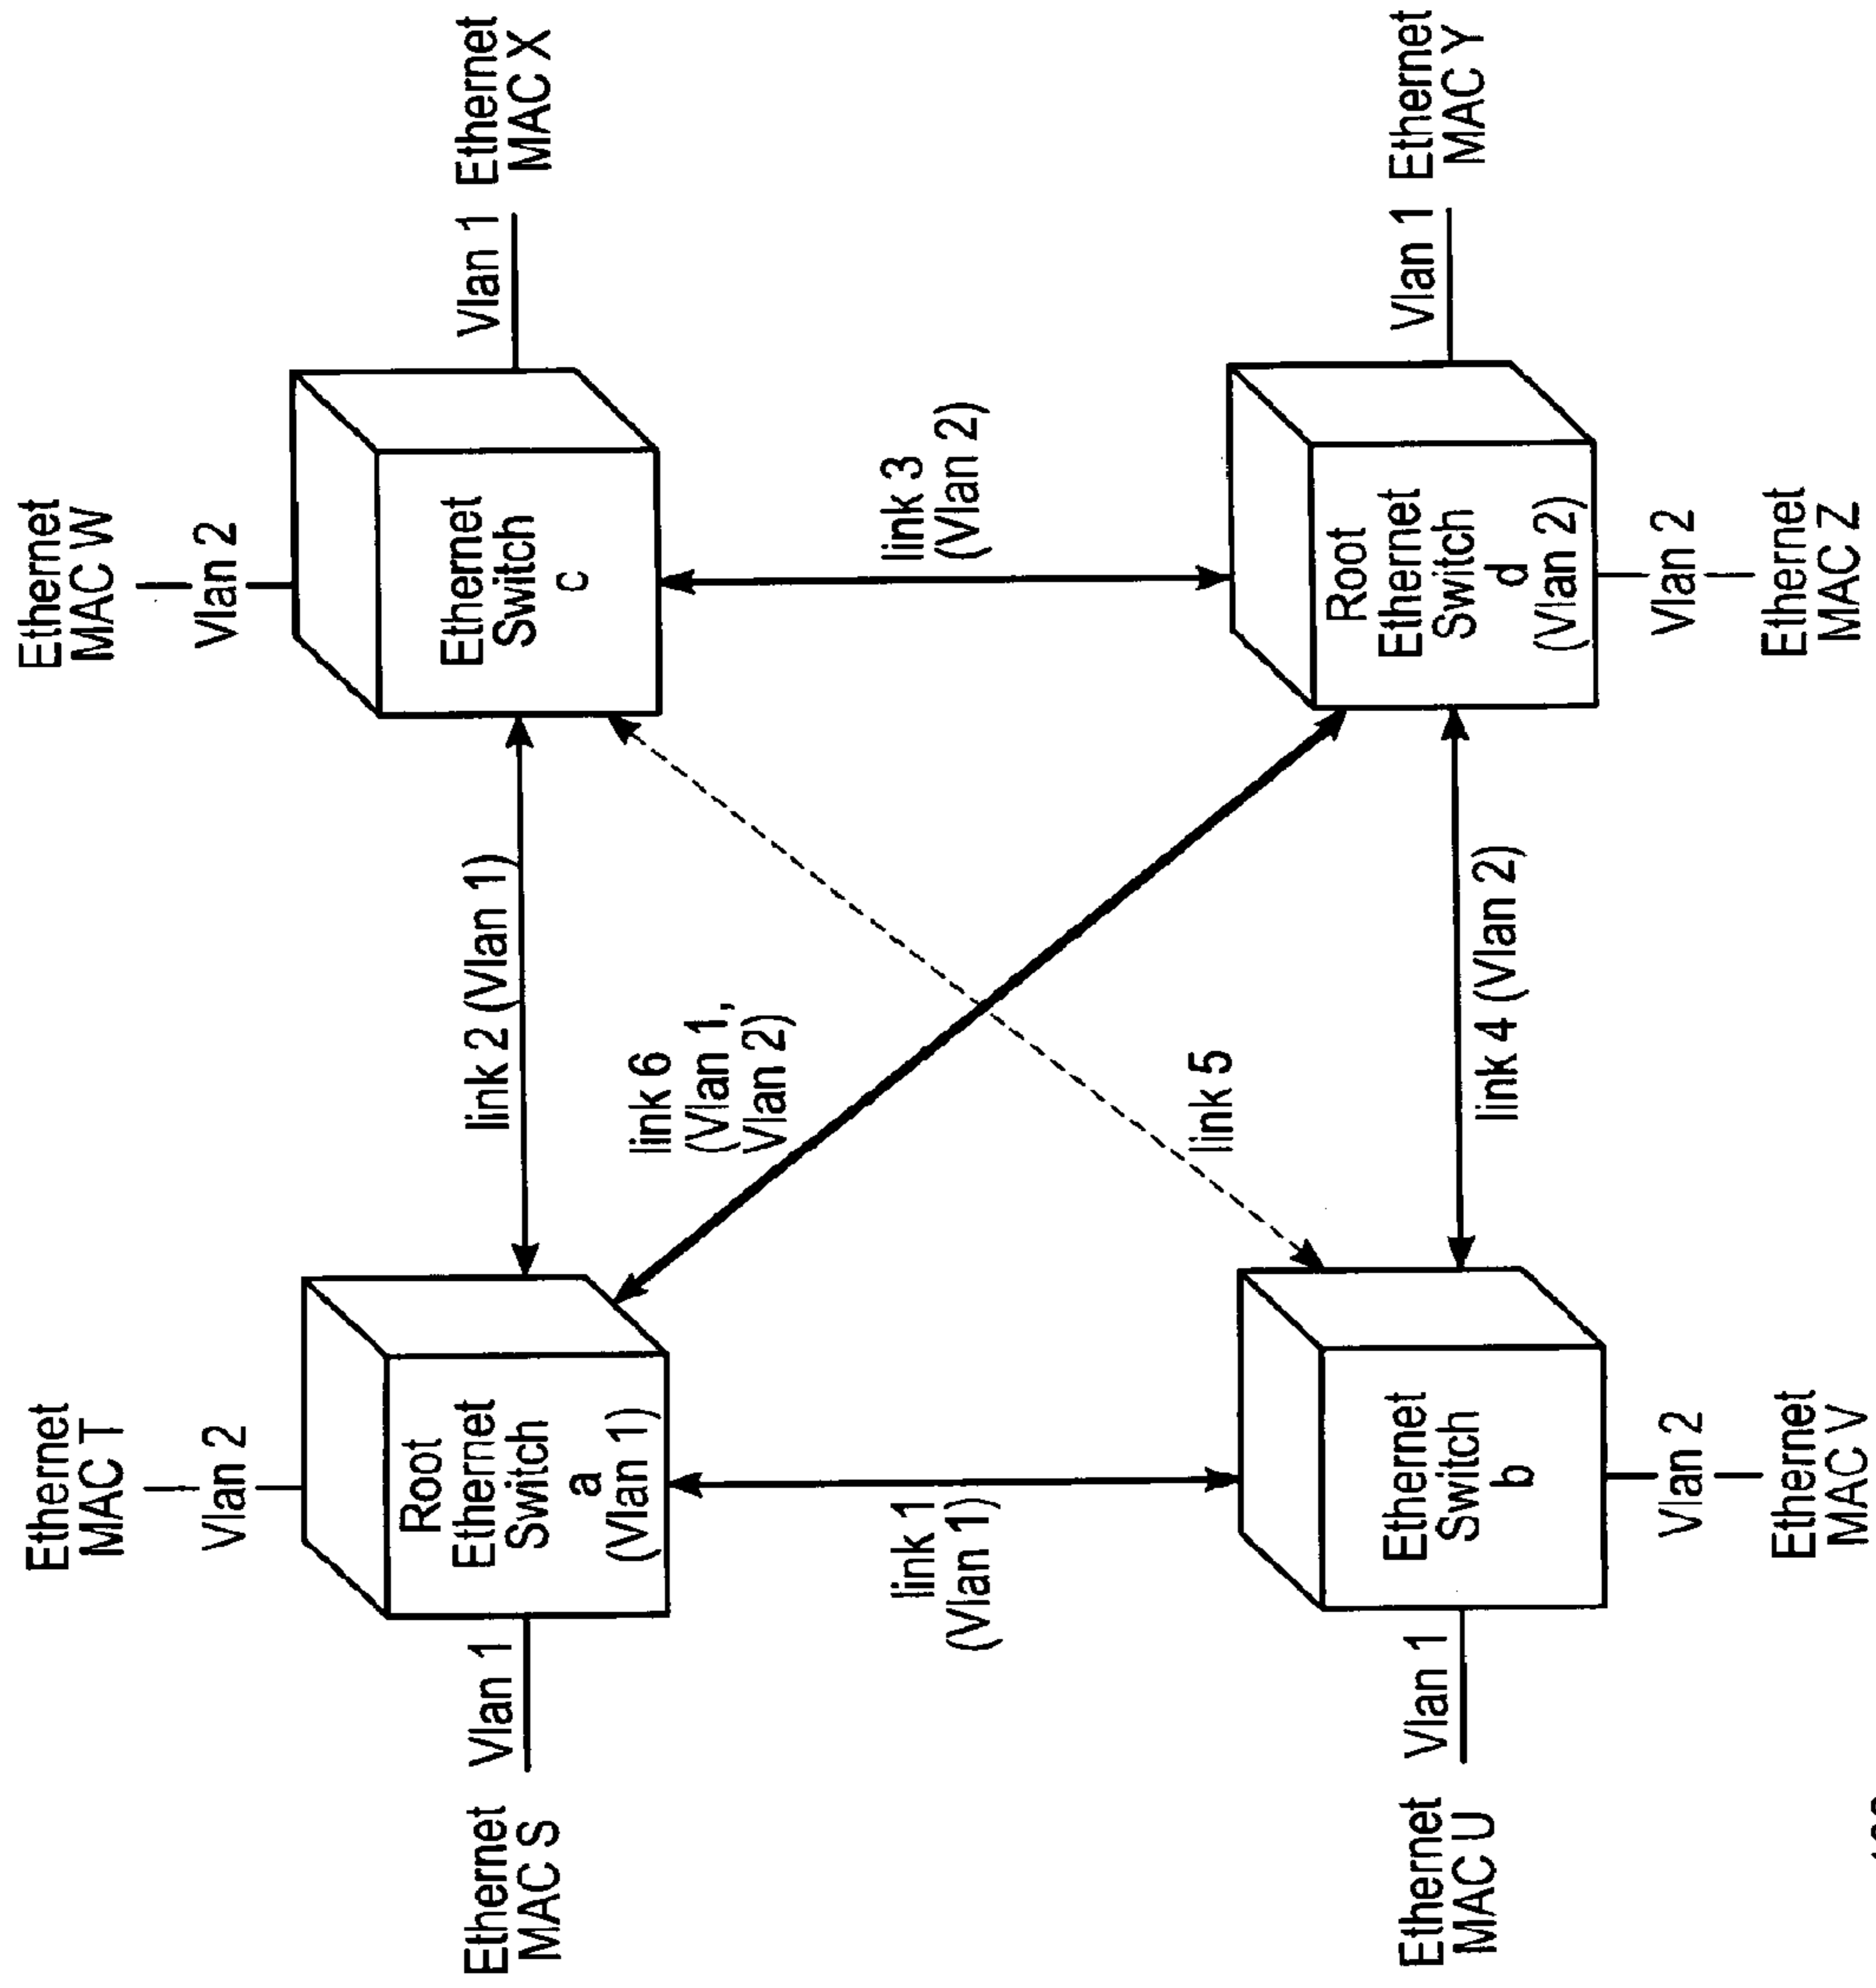 Ethernet
MAC T
Vlan 2
Ethernet
MAC W
Vlan 2
Ethernet
MAC S
Vlan 1
Root
Ethernet
Switch
a
(Vlan 1)
link 2 (Vlan 1)
Ethernet
Switch
c
Vlan 1
Ethernet
MAC X
link 6
(Vlan 1,
Vlan 2)
link 1
(Vlan 1)
link 3
(Vlan 2)
link 5
Ethernet
MAC U
Vlan 1
Ethernet
Switch
b
link 4 (Vlan 2)
Root
Ethernet
Switch
d
(Vlan 2)
Vlan 1
Ethernet
MAC Y
Vlan 2
Ethernet
MAC V
Vlan 2
Ethernet
MAC Z